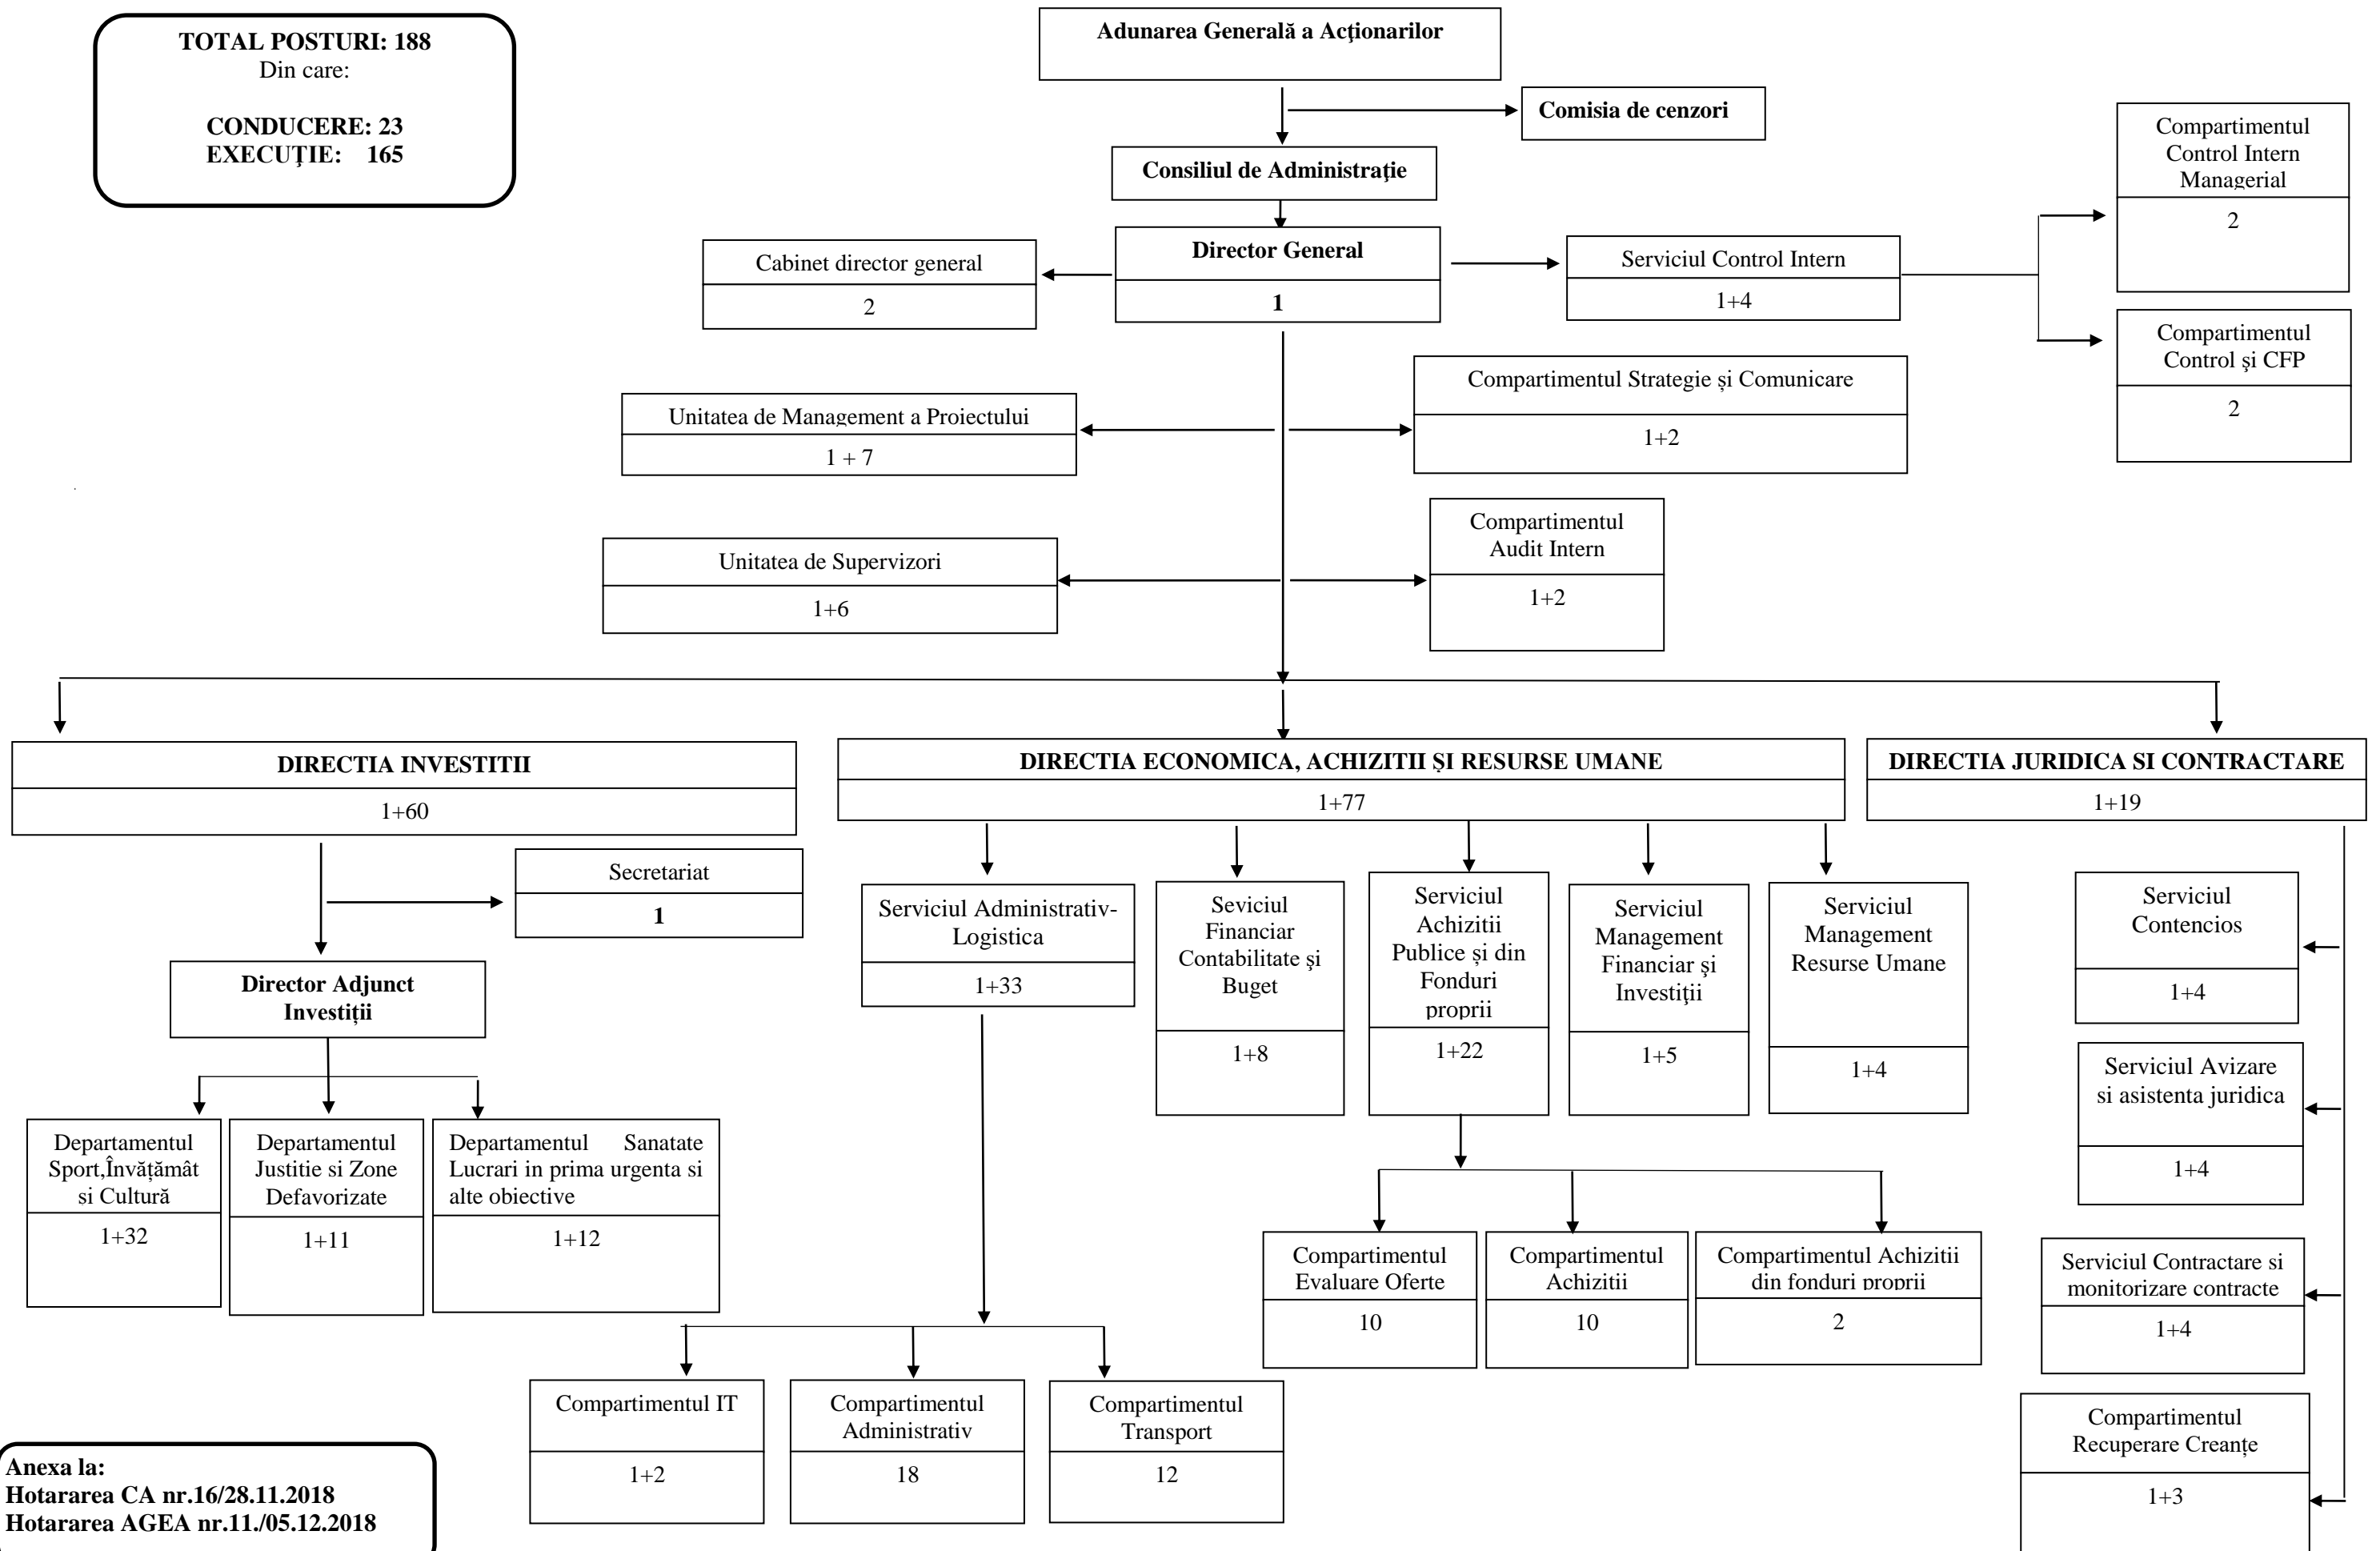 TOTAL POSTURI: 188
Din care:
CONDUCERE: 23
EXECUŢIE: 165
Adunarea Generală a Acţionarilor
Comisia de cenzori
Consiliul de Administraţie
Director General
1
Cabinet director general
2
Serviciul Control Intern
1+4
Compartimentul
Control Intern
Managerial
2
Compartimentul
Control şi CFP
2
Unitatea de Management a Proiectului
1 + 7
Compartimentul Strategie și Comunicare
1+2
Unitatea de Supervizori
1+6
Compartimentul
Audit Intern
1+2
DIRECTIA INVESTITII
1+60
DIRECTIA ECONOMICA, ACHIZITII ȘI RESURSE UMANE
1+77
DIRECTIA JURIDICA SI CONTRACTARE
1+19
Secretariat
1
Director Adjunct
Investiții
Departamentul
Sport,Învățămât
si Cultură
1+32
Departamentul
Justitie si Zone
Defavorizate
1+11
Departamentul Sanatate
Lucrari in prima urgenta si
alte obiective
1+12
Serviciul Administrativ-
Logistica
1+33
Seviciul
Financiar
Contabilitate şi
Buget
1+8
Serviciul
Achizitii
Publice și din
Fonduri
proprii
1+22
Serviciul
Management
Financiar şi
Investiţii
1+5
Serviciul
Management
Resurse Umane
1+4
Serviciul
Contencios
1+4
Serviciul Avizare
si asistenta juridica
1+4
Serviciul Contractare si
monitorizare contracte
1+4
Compartimentul
Recuperare Creanțe
1+3
Compartimentul
Evaluare Oferte
10
Compartimentul
Achizitii
10
Compartimentul Achizitii
din fonduri proprii
2
Compartimentul IT
1+2
Compartimentul
Administrativ
18
Compartimentul
Transport
12
Anexa la:
Hotararea CA nr.16/28.11.2018
Hotararea AGEA nr.11./05.12.2018